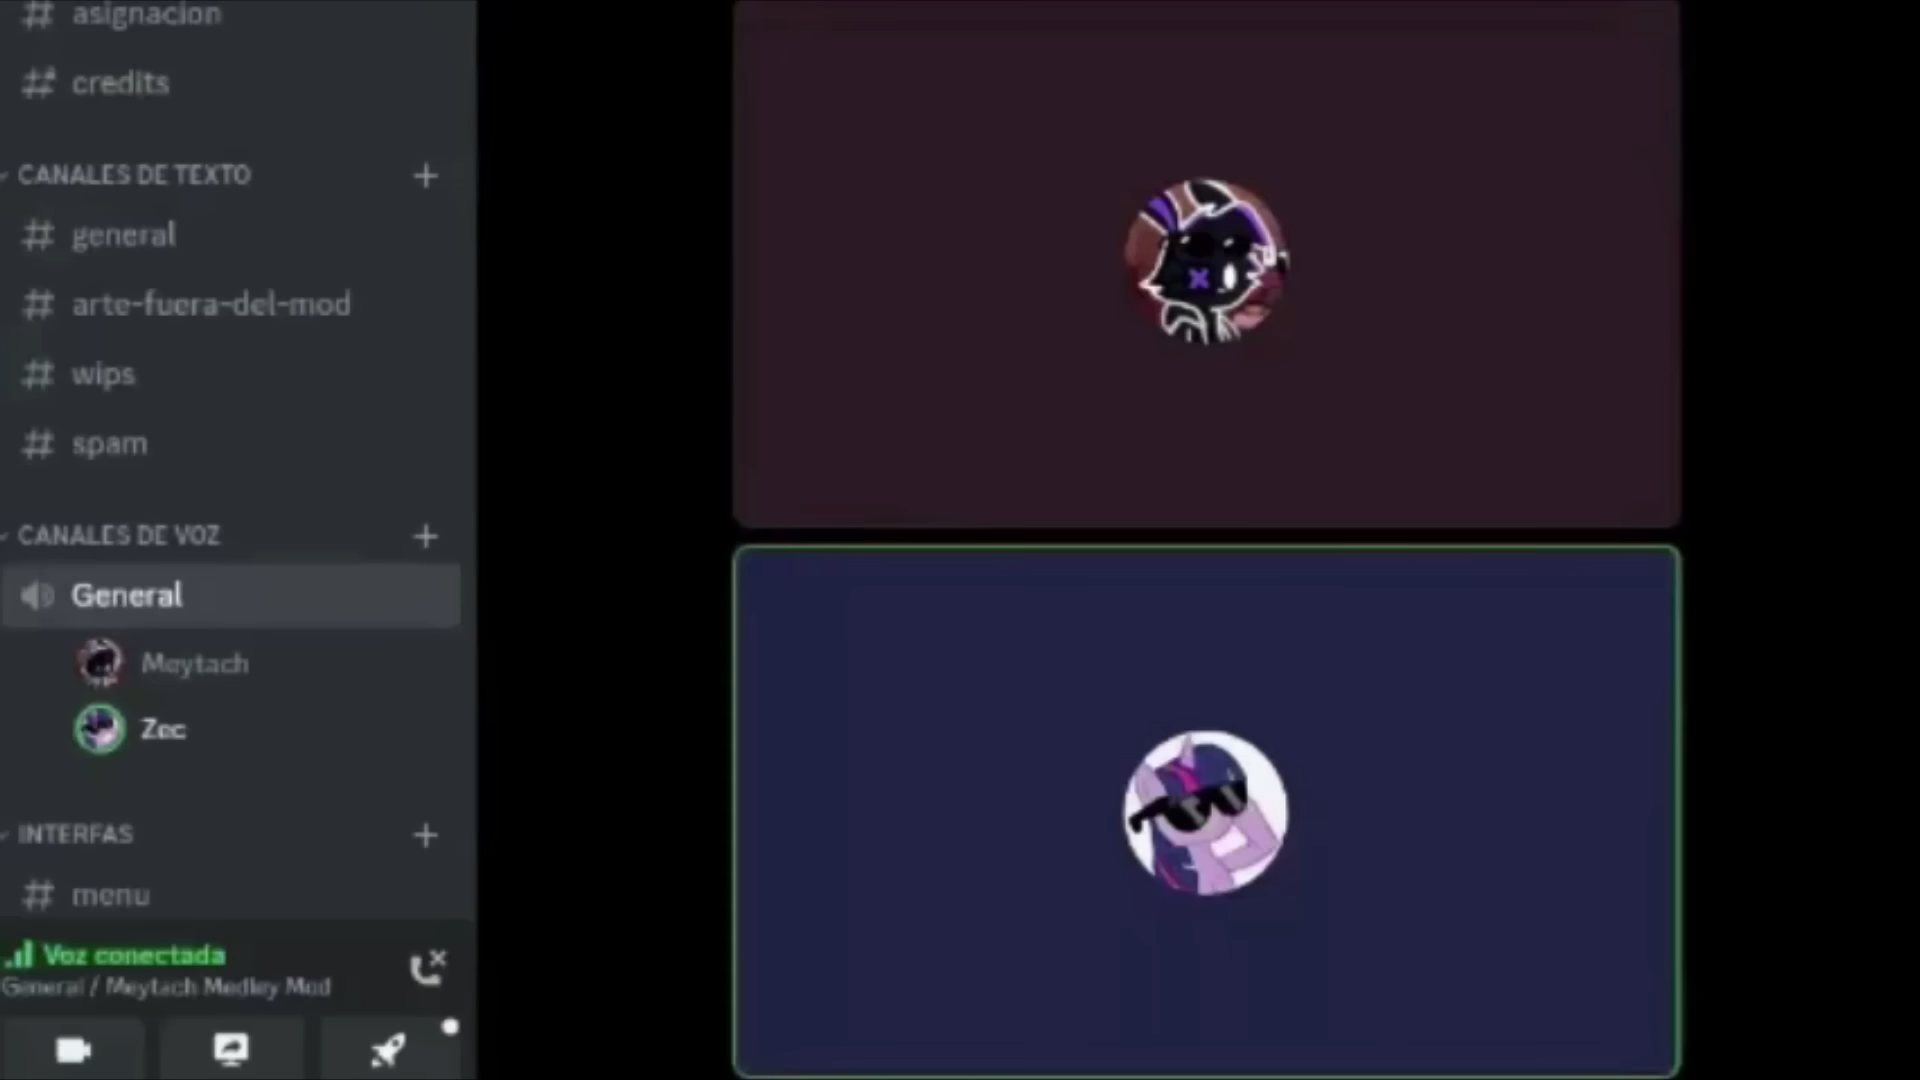 asignacion
credits
CANALES DE TEXTO
general
arte-fuera-del-mod
wips
spam
CANALES DE VOZ
General
Meytach
Zec
INTERFAS
menu
Voz conectada
General / Meytach Medley Mod